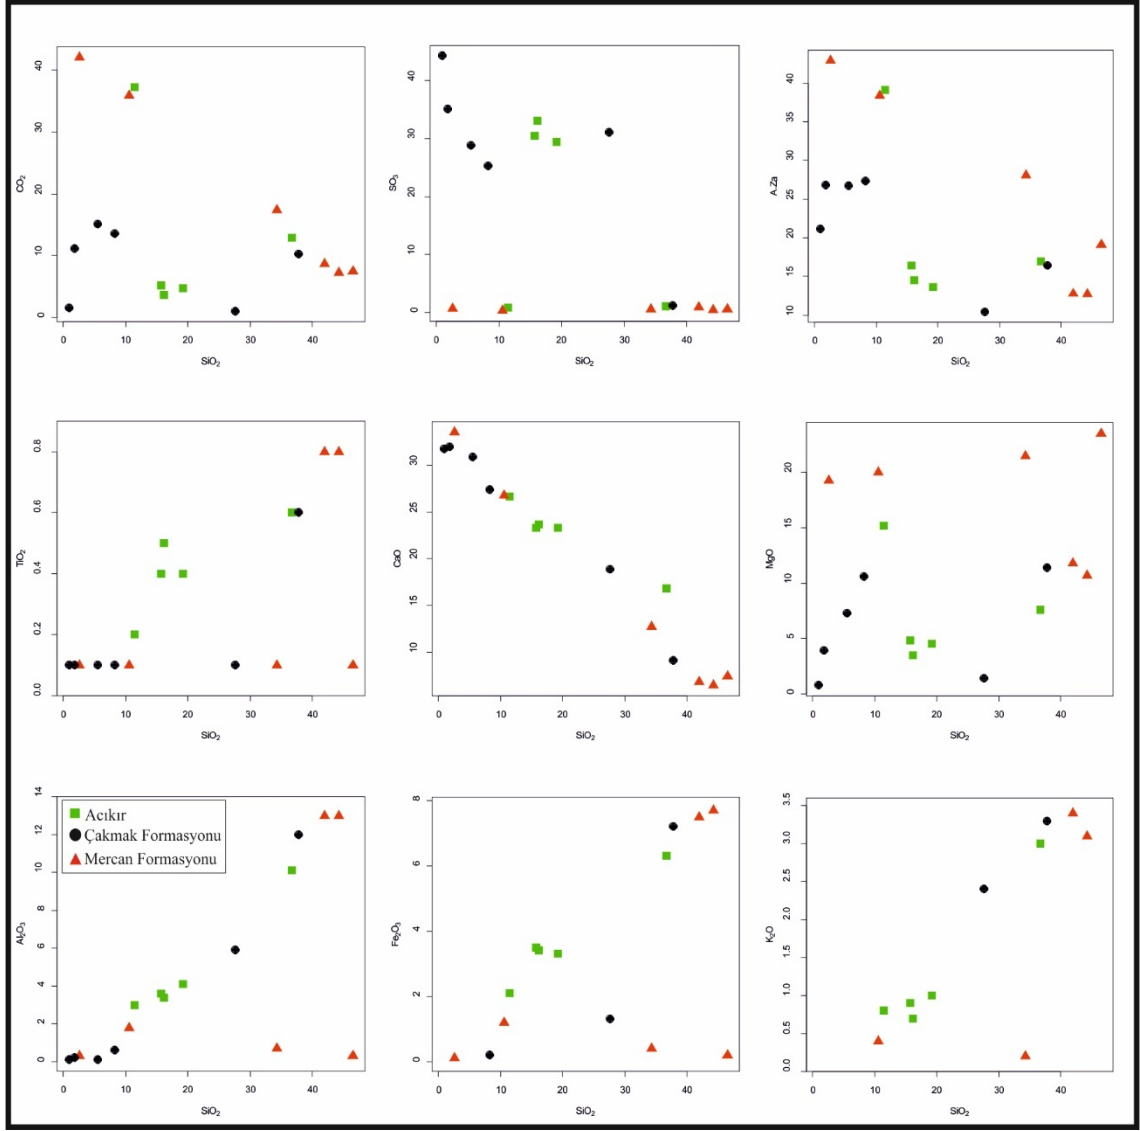 40
30
20
10
0
CO₂
0 10 20 30 40
SiO₂
40
30
20
10
0
SO₃
0 10 20 30 40
SiO₂
40
35
30
25
20
15
10
A.Za
0 10 20 30 40
SiO₂
0.8
0.6
0.4
0.2
0.0
TiO₂
0 10 20 30 40
SiO₂
30
25
20
15
10
CaO
0 10 20 30 40
SiO₂
20
15
10
5
0
MgO
0 10 20 30 40
SiO₂
14
12
10
8
6
4
2
0
Al₂O₃
Acıkır
Çakmak Formasyonu
Mercan Formasyonu
0 10 20 30 40
SiO₂
8
6
4
2
0
Fe₂O₃
0 10 20 30 40
SiO₂
3.5
3.0
2.5
2.0
1.5
1.0
0.5
0.0
K₂O
0 10 20 30 40
SiO₂